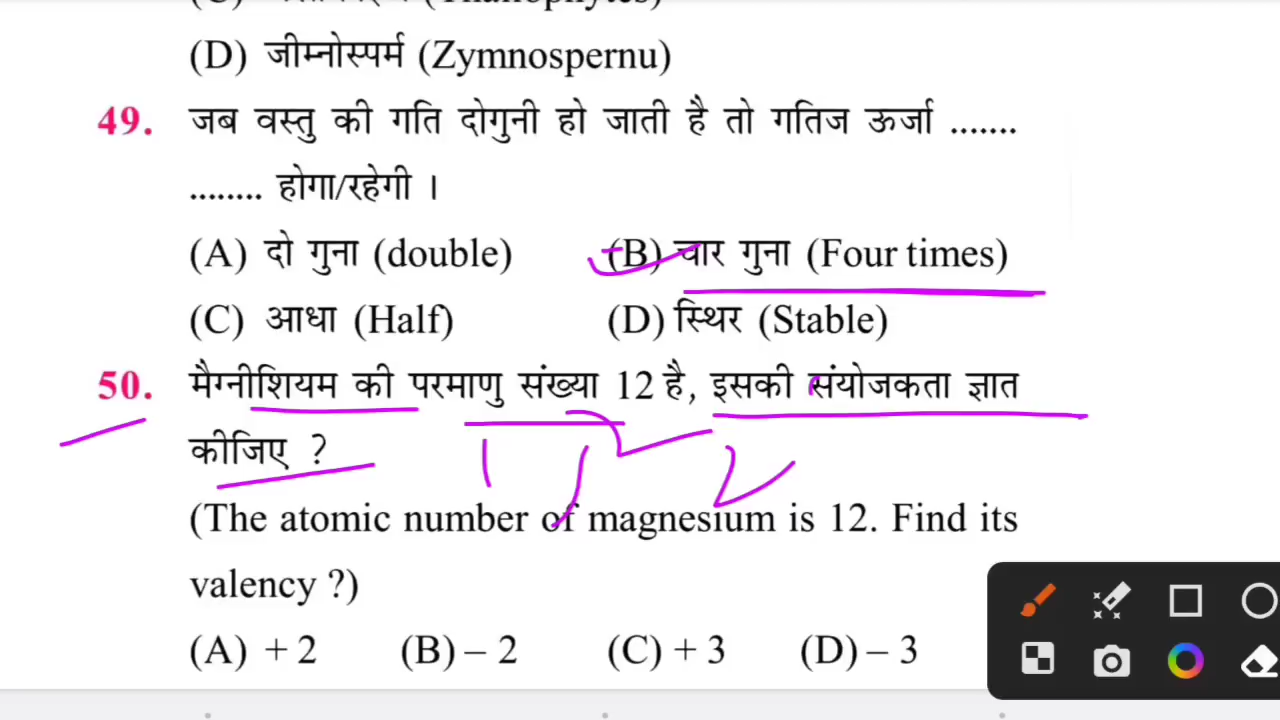 (D) जीम्नोस्पर्म (Zymnospernu)
49. जब वस्तु की गति दोगुनी हो जाती है तो गतिज ऊर्जा .......
........ होगा/रहेगी ।
(A) दो गुना (double) (B) चार गुना (Four times)
(C) आधा (Half) (D) स्थिर (Stable)
50. मैग्नीशियम की परमाणु संख्या 12 है, इसकी संयोजकता ज्ञात
कीजिए ?
(The atomic number of magnesium is 12. Find its
valency ?)
(A) + 2 (B) – 2 (C) + 3 (D) – 3